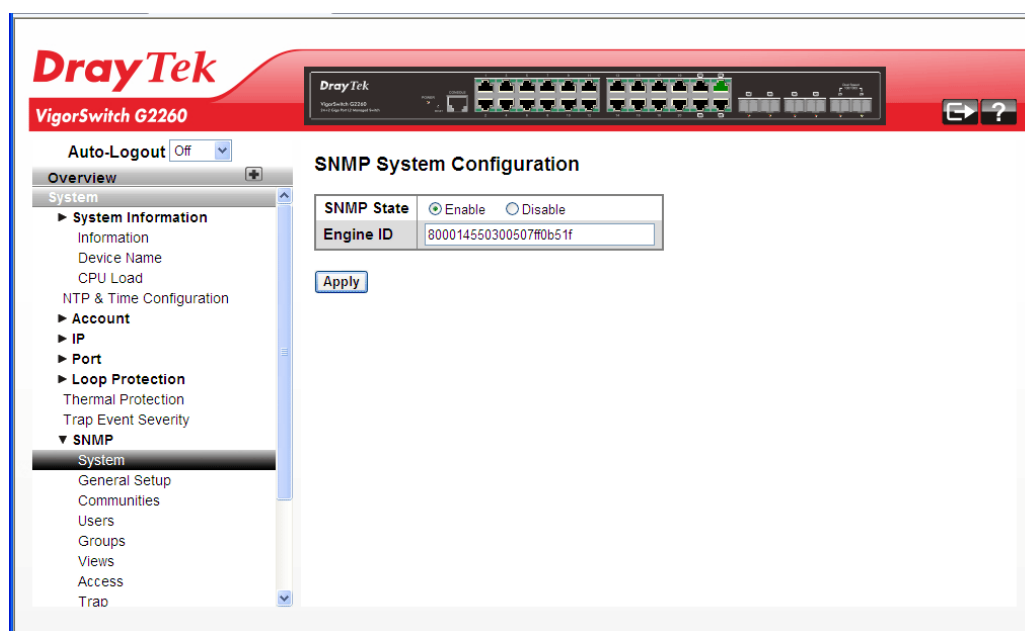 DrayTek
VigorSwitch G2260
DrayTek
VigorSwitch G2260
Auto-Logout Off
Overview
System
System Information
Information
Device Name
CPU Load
NTP & Time Configuration
Account
IP
Port
Loop Protection
Thermal Protection
Trap Event Severity
SNMP
System
General Setup
Communities
Users
Groups
Views
Access
Trap
SNMP System Configuration
SNMP State Enable Disable
Engine ID 800014550300507ff0b51f
Apply